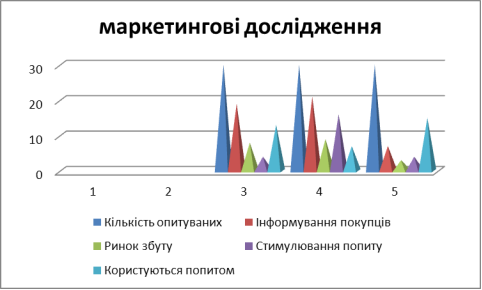 маркетингові дослідження
30
20
10
0
1 2 3 4 5
Кількість опитуваних Інформування покупців
Ринок збуту Стимулювання попиту
Користуються попитом